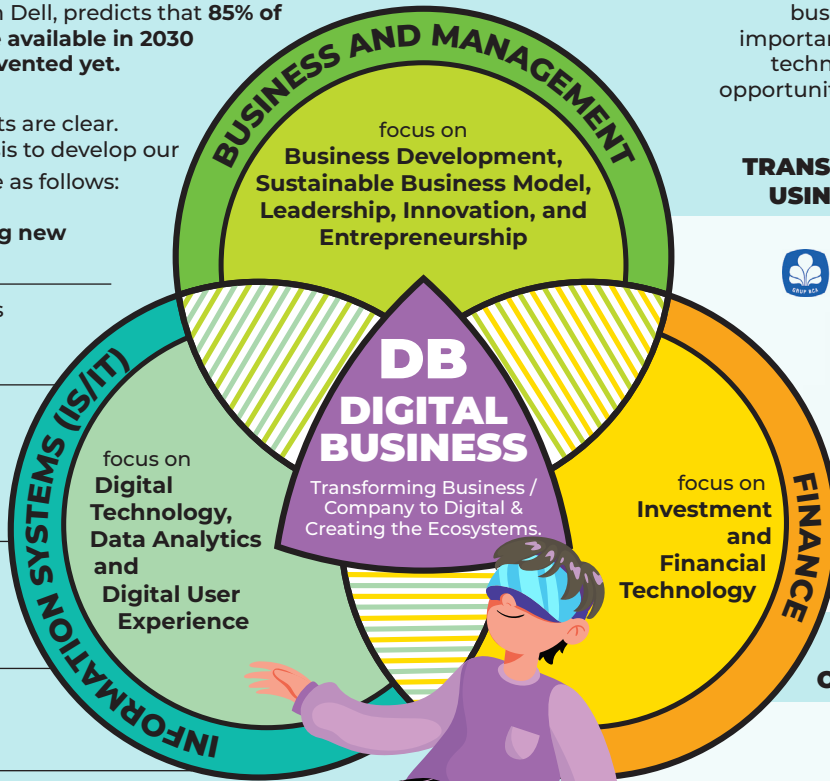 Dell, predicts that 85% of
available in 2030
vented yet.
ts are clear.
is to develop our
as follows:
g new
s
bus
importan
techn
opportunit
TRANS
USIN
GRUP BCA
BUSINESS AND MANAGEMENT
focus on
Business Development,
Sustainable Business Model,
Leadership, Innovation, and
Entrepreneurship
DB
DIGITAL
BUSINESS
Transforming Business /
Company to Digital &
Creating the Ecosystems.
INFORMATION SYSTEMS (IS/IT)
focus on
Digital
Technology,
Data Analytics
and
Digital User
Experience
FINANCE
focus on
Investment
and
Financial
Technology